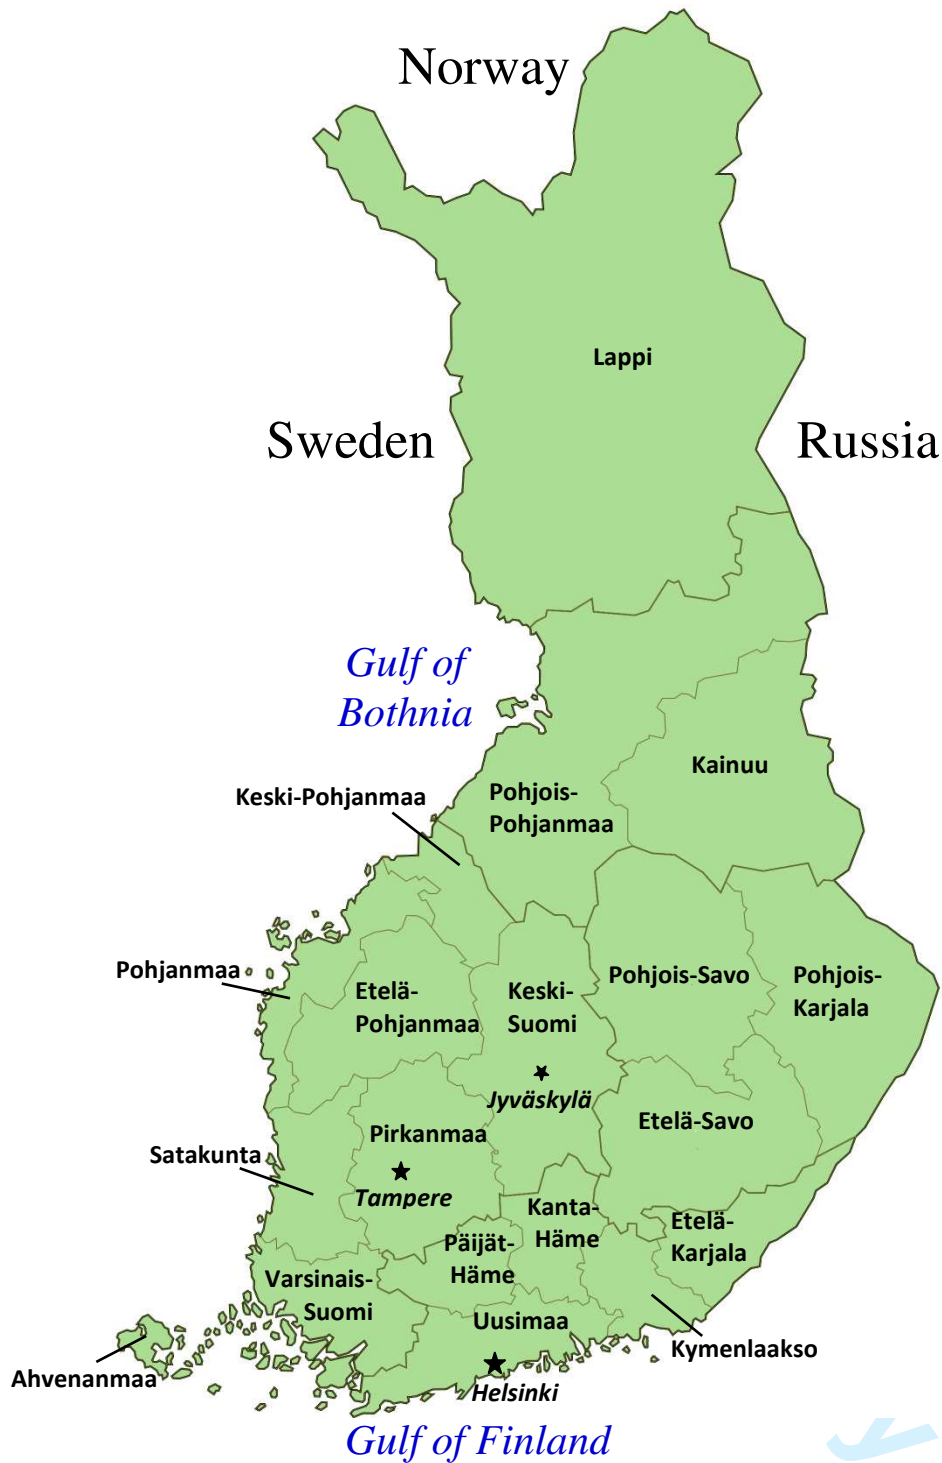 Norway
Lappi
Sweden
Russia
Gulf of
Bothnia
Kainuu
Keski-Pohjanmaa
Pohjois-
Pohjanmaa
Pohjanmaa
Etelä-
Pohjanmaa
Keski-
Suomi
Pohjois-Savo
Pohjois-
Karjala
Jyväskylä
Etelä-Savo
Pirkanmaa
Satakunta
Tampere
Kanta-
Häme
Etelä-
Karjala
Päijät-
Häme
Varsinais-
Suomi
Uusimaa
Kymenlaakso
Ahvenanmaa
Helsinki
Gulf of Finland